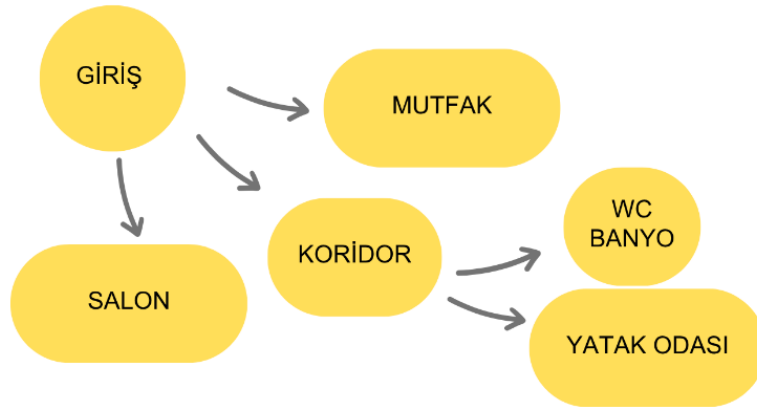 GİRİŞ
MUTFAK
WC
BANYO
KORİDOR
SALON
YATAK ODASI